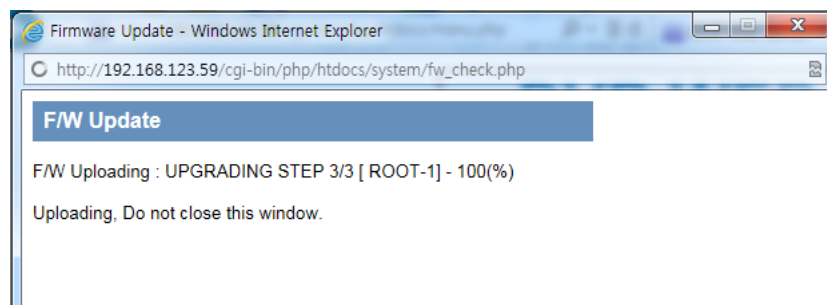 Firmware Update - Windows Internet Explorer
http://192.168.123.59/cgi-bin/php/htdocs/system/fw_check.php
F/W Update
F/W Uploading : UPGRADING STEP 3/3 [ ROOT-1] - 100(%)
Uploading, Do not close this window.